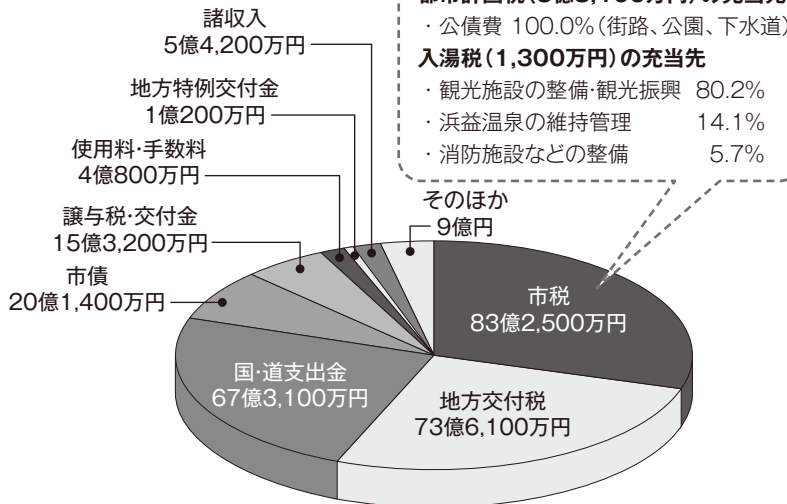 ・公債費 100.0%（街路、公園、下水道）
入湯税（1,300万円）の充当先
・観光施設の整備・観光振興 80.2%
・浜益温泉の維持管理 14.1%
・消防施設などの整備 5.7%
諸収入
5億4,200万円
地方特例交付金
1億200万円
使用料・手数料
4億800万円
譲与税・交付金
15億3,200万円
市債
20億1,400万円
そのほか
9億円
市税
83億2,500万円
国・道支出金
67億3,100万円
地方交付税
73億6,100万円